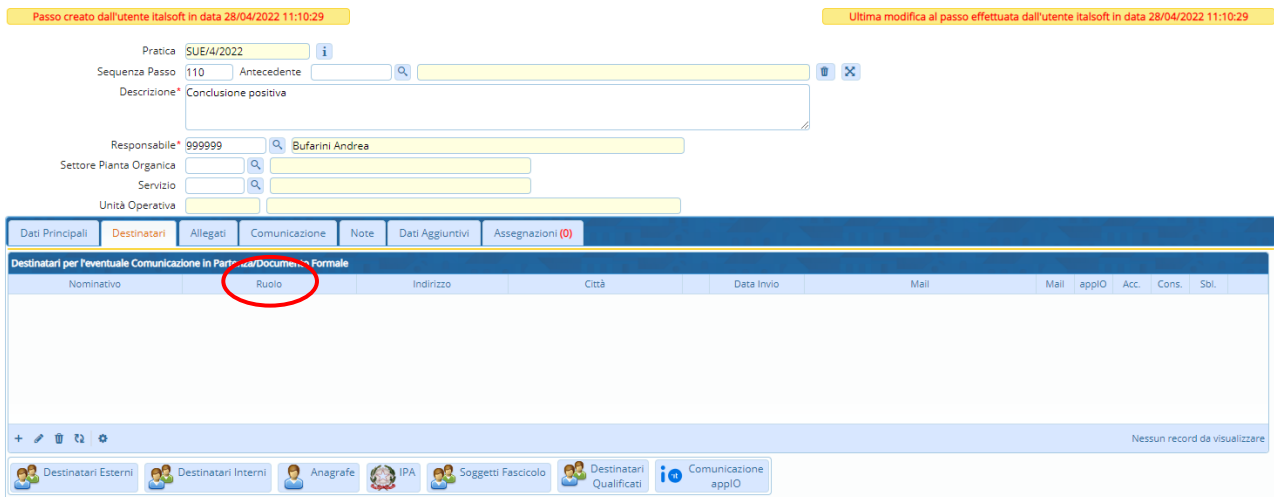 Passo creato dall'utente italsoft in data 28/04/2022 11:10:29 Ultima modifica al passo effettuata dall'utente italsoft in data 28/04/2022 11:10:29
Pratica SUE/4/2022 i
Sequenza Passo 110 Antecedente
Descrizione* Conclusione positiva
Responsabile* 999999 Bufarini Andrea
Settore Pianta Organica
Servizio
Unità Operativa
Dati Principali Destinatari Allegati Comunicazione Note Dati Aggiuntivi Assegnazioni (0)
Destinatari per l'eventuale Comunicazione in Partenza/Documento Formale
Nominativo Ruolo Indirizzo Città Data Invio Mail Mail appIO Acc. Cons. Sbl.
Nessun record da visualizzare
Destinatari Esterni Destinatari Interni Anagrafe IPA Soggetti Fascicolo Destinatari Qualificati Comunicazione appIO